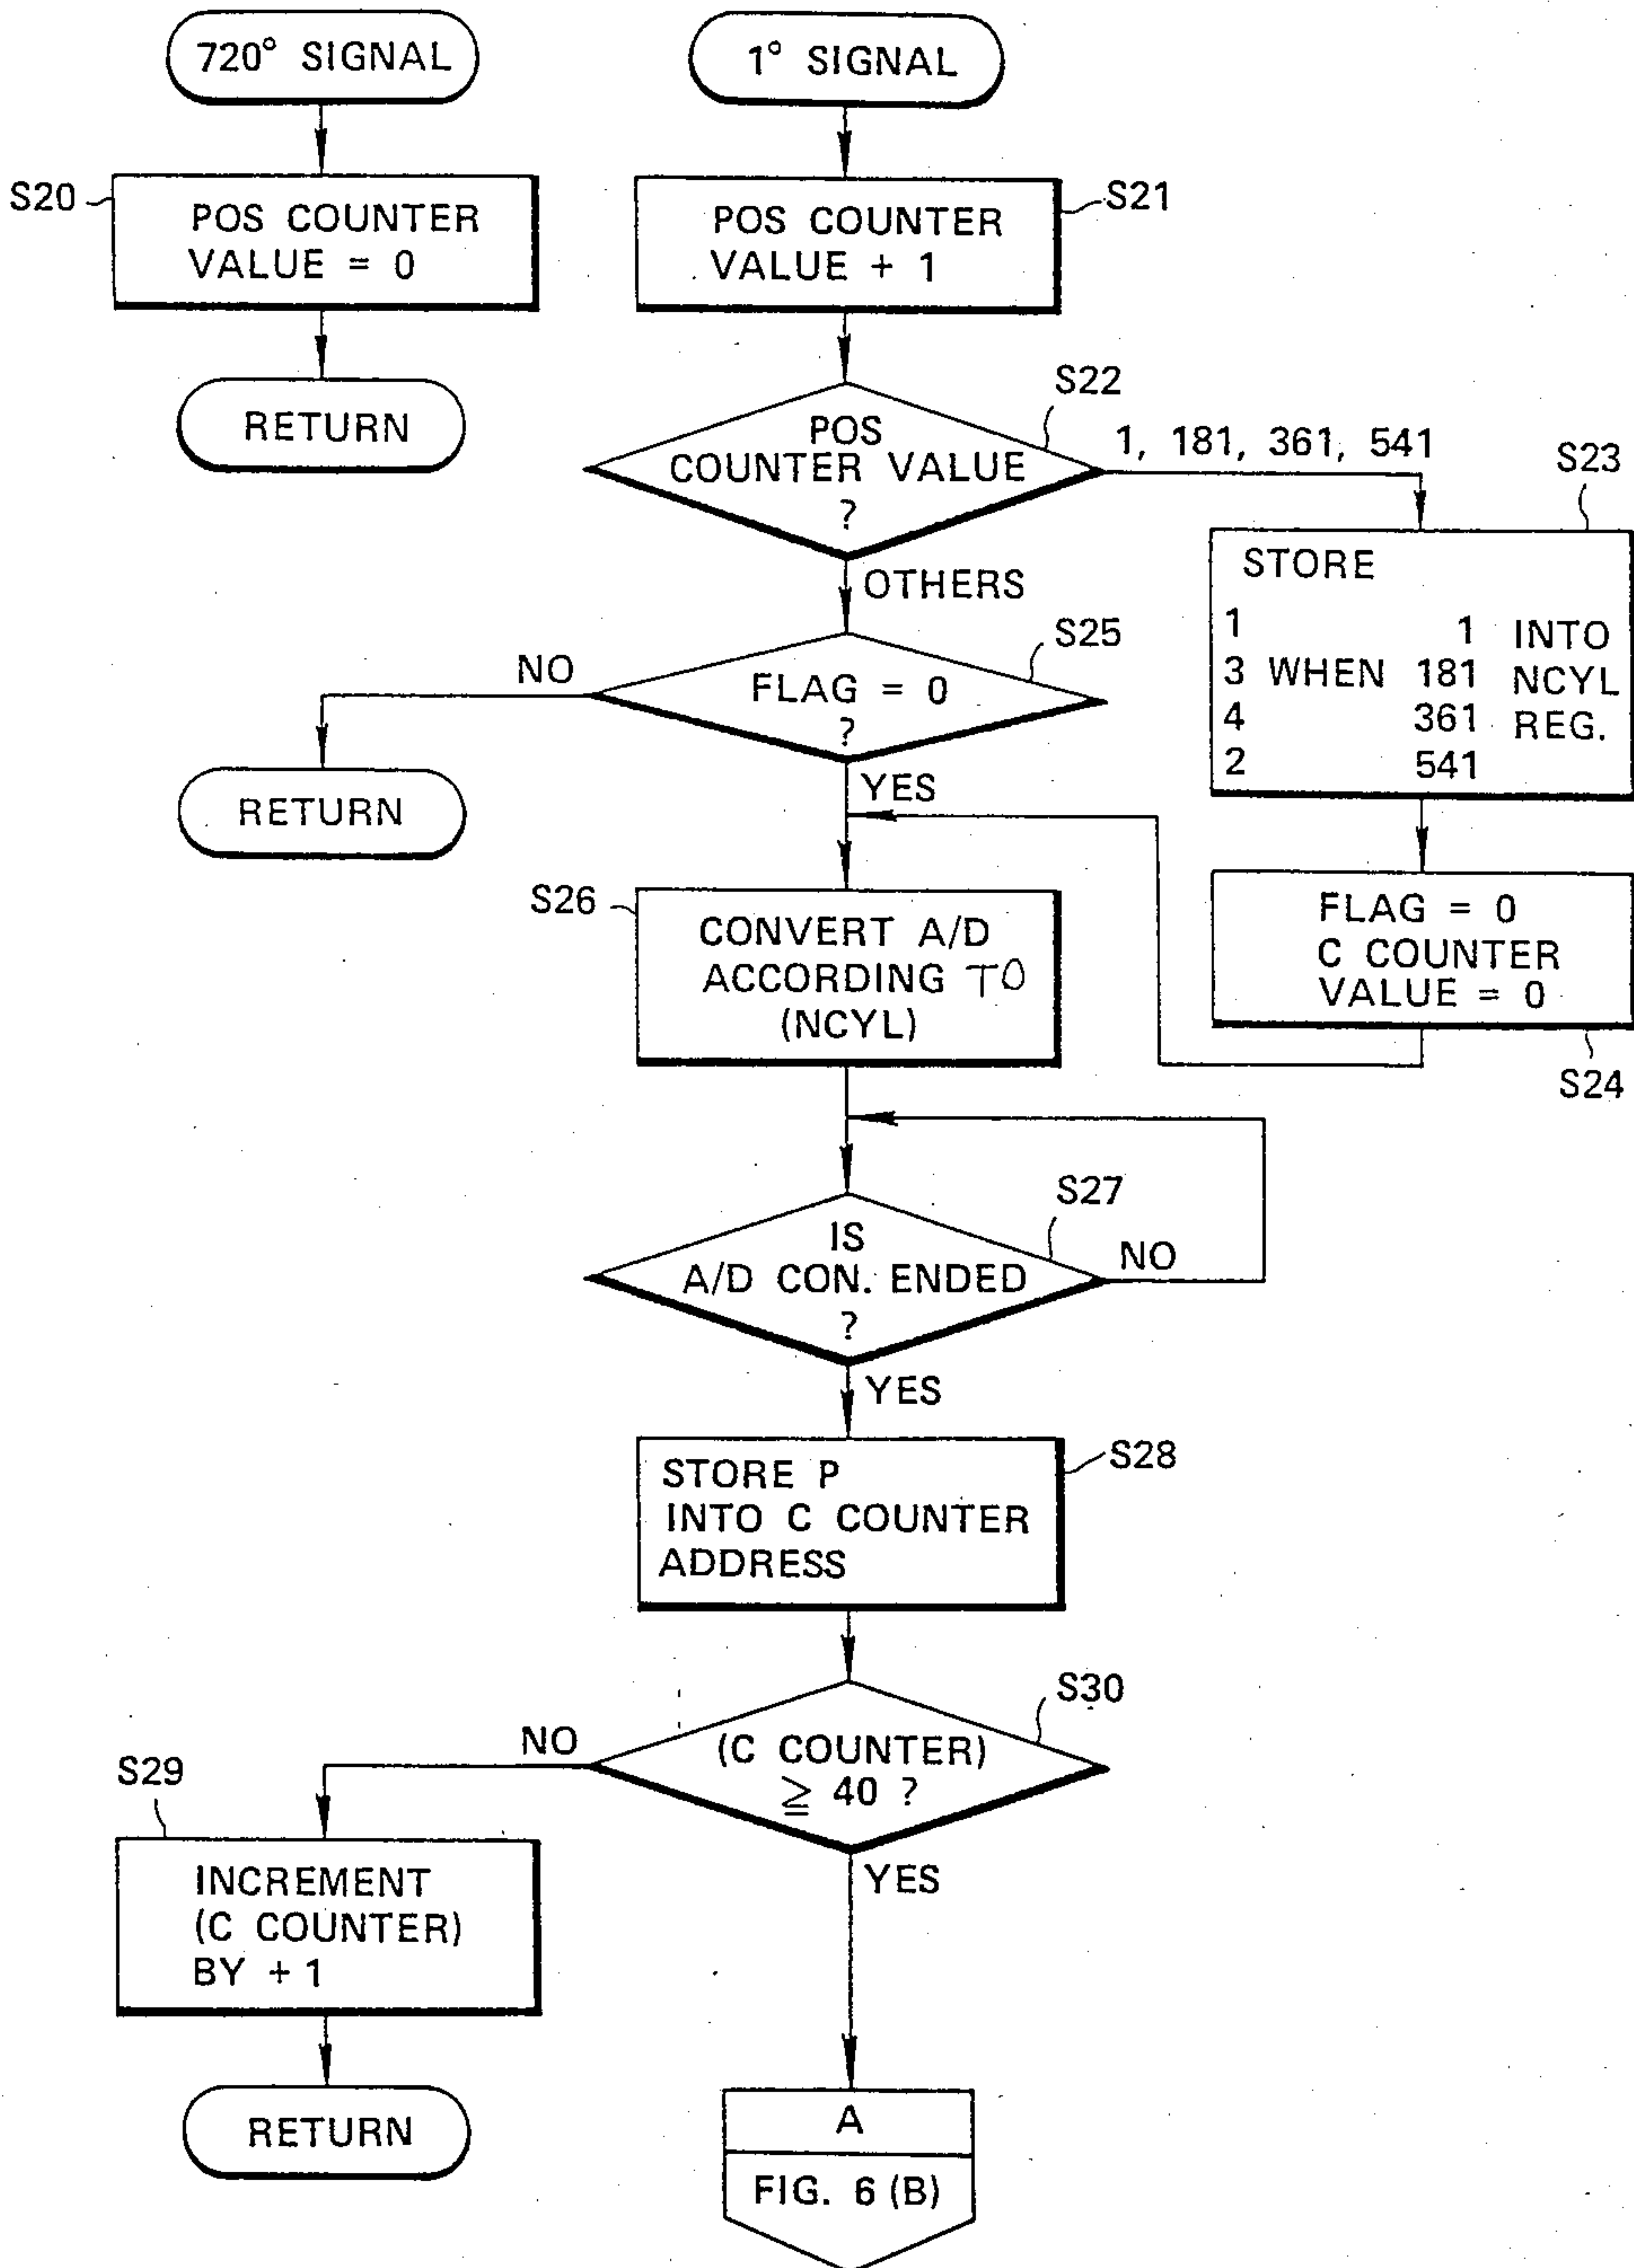 720° SIGNAL
1° SIGNAL
S20
POS COUNTER
VALUE = 0
S21
POS COUNTER
VALUE + 1
RETURN
S22
POS
COUNTER VALUE
?
1, 181, 361, 541
OTHERS
S23
STORE
1 1 INTO
3 WHEN 181 NCYL
4 361 REG.
2 541
S25
FLAG = 0
?
NO
RETURN
YES
S24
FLAG = 0
C COUNTER
VALUE = 0
S26
CONVERT A/D
ACCORDING TO
(NCYL)
S27
IS
A/D CON. ENDED
?
NO
YES
S28
STORE P
INTO C COUNTER
ADDRESS
S30
(C COUNTER)
≧ 40 ?
NO
YES
S29
INCREMENT
(C COUNTER)
BY + 1
RETURN
A
FIG. 6 (B)